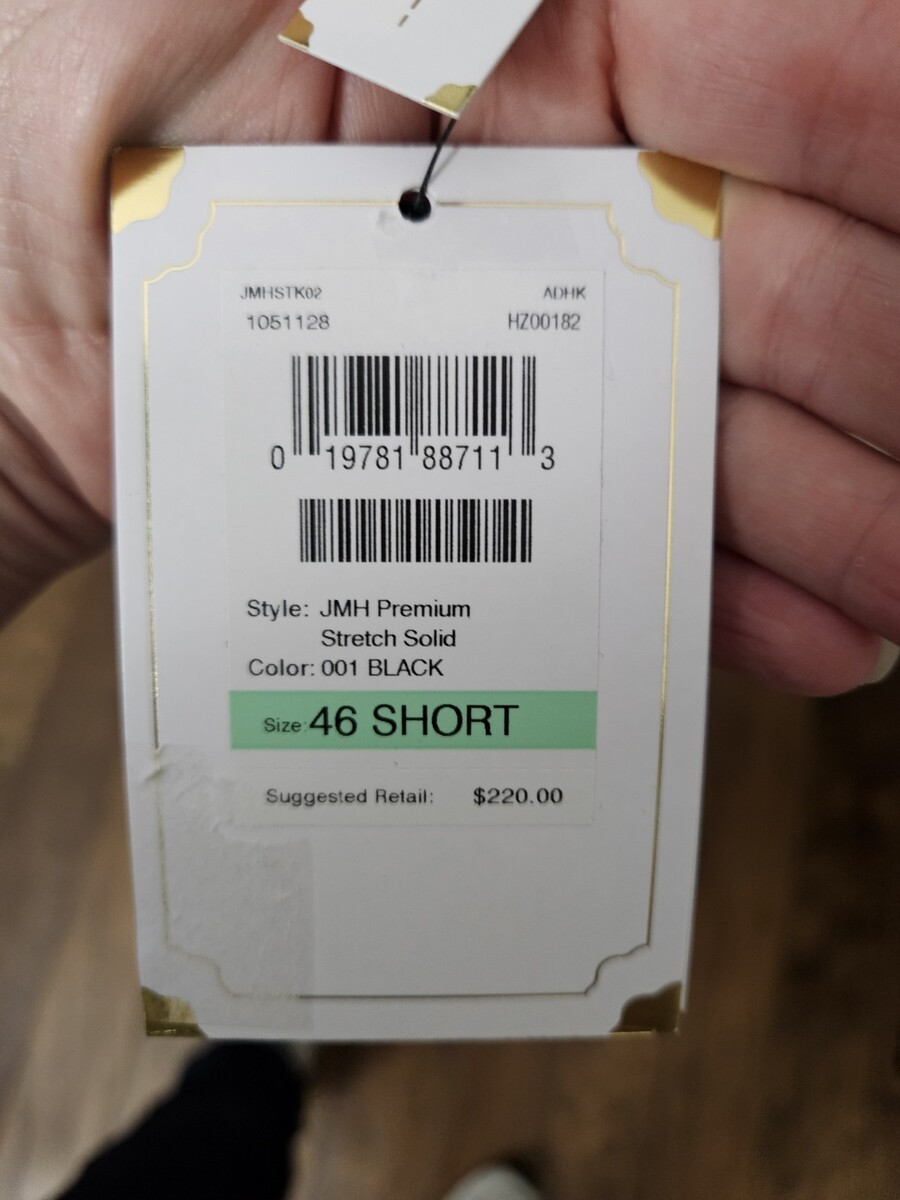 JMHSTK02 ADHK
1051128 HZ00182
0 19781 88711 3
Style: JMH Premium
Stretch Solid
Color: 001 BLACK
Size: 46 SHORT
Suggested Retail: $220.00